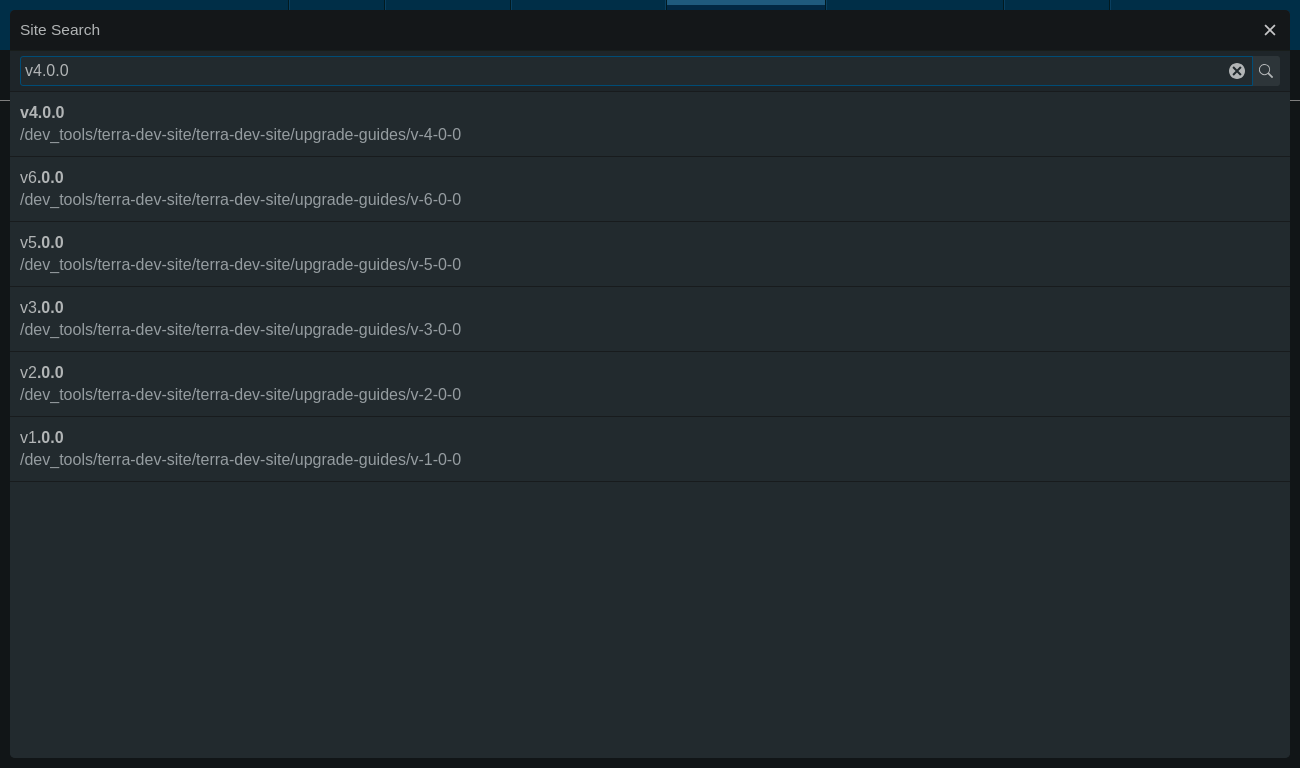 Site Search
v4.0.0
v4.0.0
/dev_tools/terra-dev-site/terra-dev-site/upgrade-guides/v-4-0-0
v6.0.0
/dev_tools/terra-dev-site/terra-dev-site/upgrade-guides/v-6-0-0
v5.0.0
/dev_tools/terra-dev-site/terra-dev-site/upgrade-guides/v-5-0-0
v3.0.0
/dev_tools/terra-dev-site/terra-dev-site/upgrade-guides/v-3-0-0
v2.0.0
/dev_tools/terra-dev-site/terra-dev-site/upgrade-guides/v-2-0-0
v1.0.0
/dev_tools/terra-dev-site/terra-dev-site/upgrade-guides/v-1-0-0